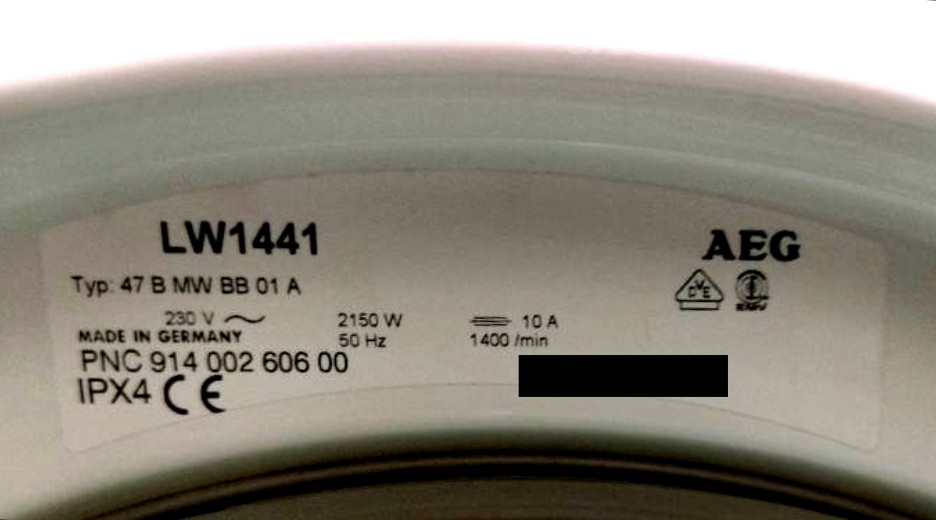 LW1441
AEG
Typ: 47 B MW BB 01 A
VDE
230 V 2150 W 10 A
MADE IN GERMANY 50 Hz 1400 /min
PNC 914 002 606 00
IPX4 CE